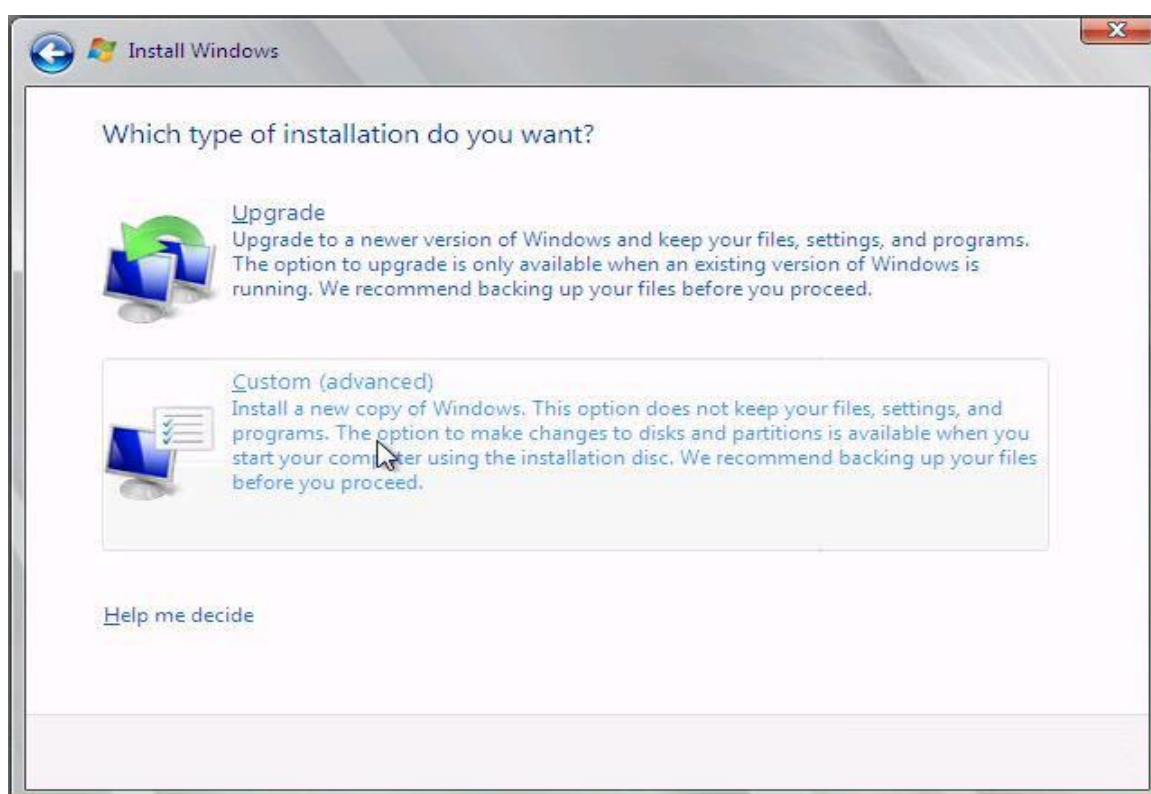 Install Windows
Which type of installation do you want?
Upgrade
Upgrade to a newer version of Windows and keep your files, settings, and programs.
The option to upgrade is only available when an existing version of Windows is
running. We recommend backing up your files before you proceed.
Custom (advanced)
Install a new copy of Windows. This option does not keep your files, settings, and
programs. The option to make changes to disks and partitions is available when you
start your computer using the installation disc. We recommend backing up your files
before you proceed.
Help me decide